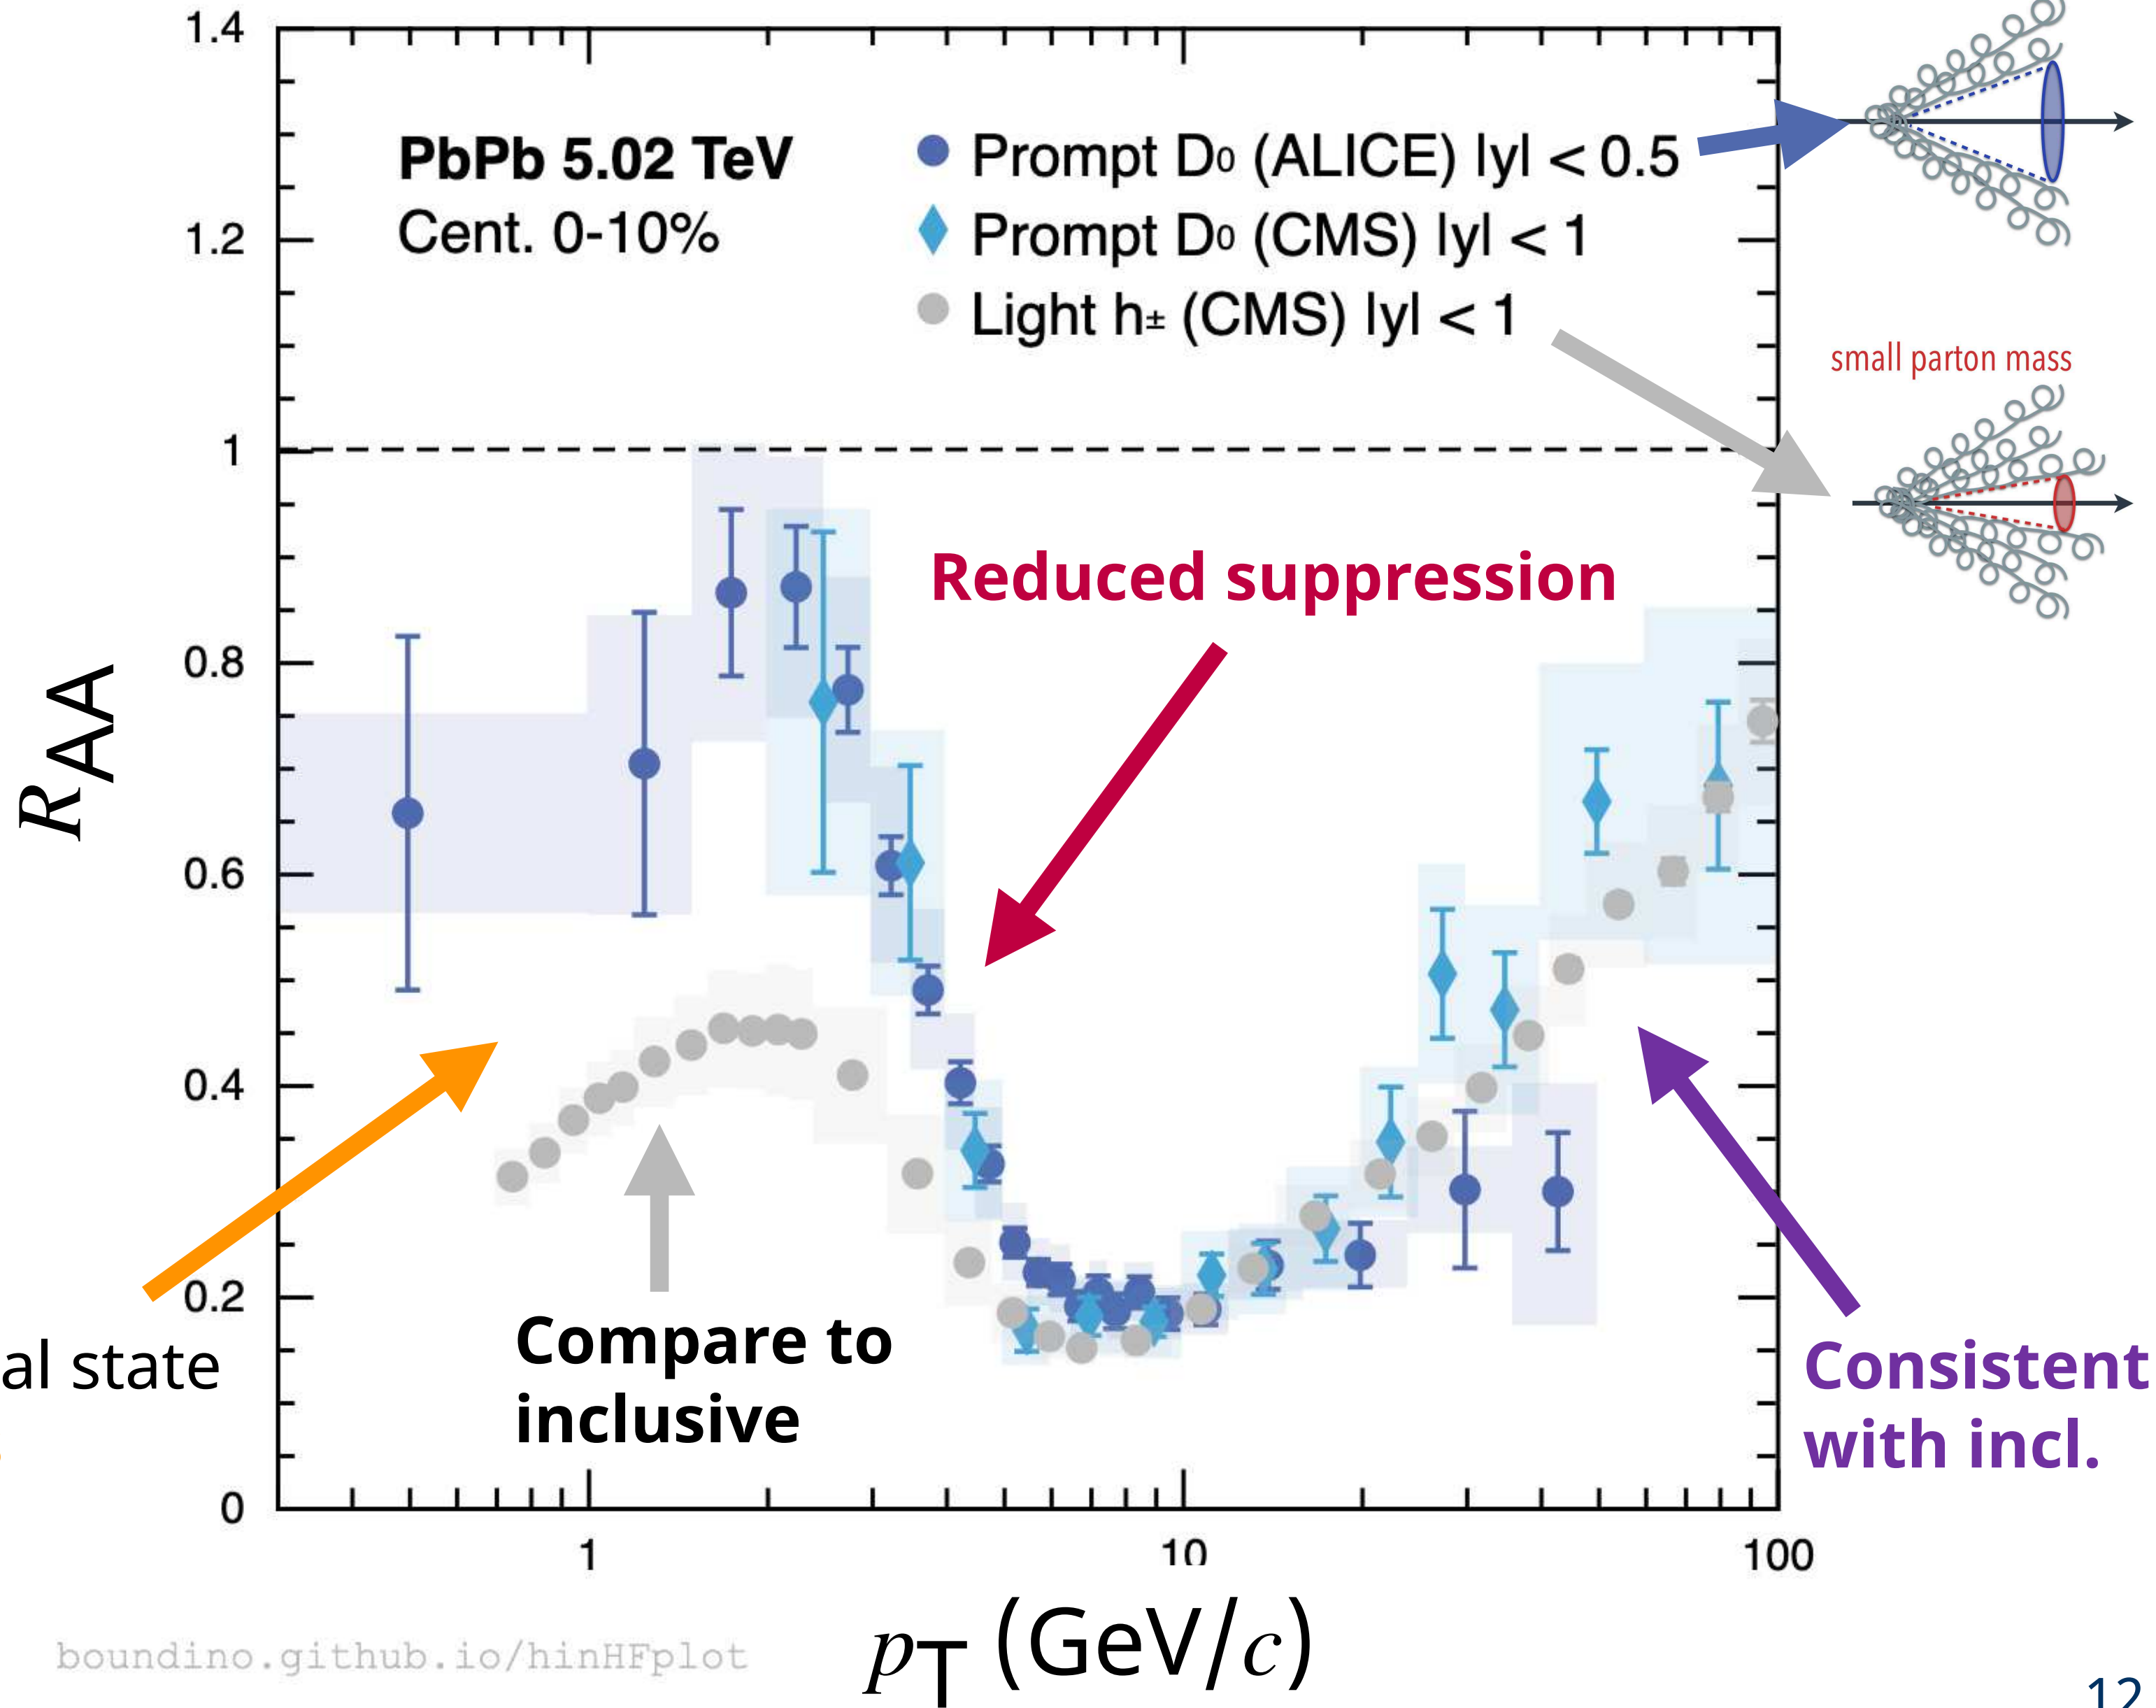 1.4
1.2
1
0.8
0.6
0.4
0.2
0
RAA
PbPb 5.02 TeV
Cent. 0-10%
Prompt D0 (ALICE) |y| < 0.5
Prompt D0 (CMS) |y| < 1
Light h± (CMS) |y| < 1
small parton mass
Reduced suppression
al state
Compare to
inclusive
Consistent
with incl.
1
10
100
pT (GeV/c)
boundino.github.io/hinHFplot
12